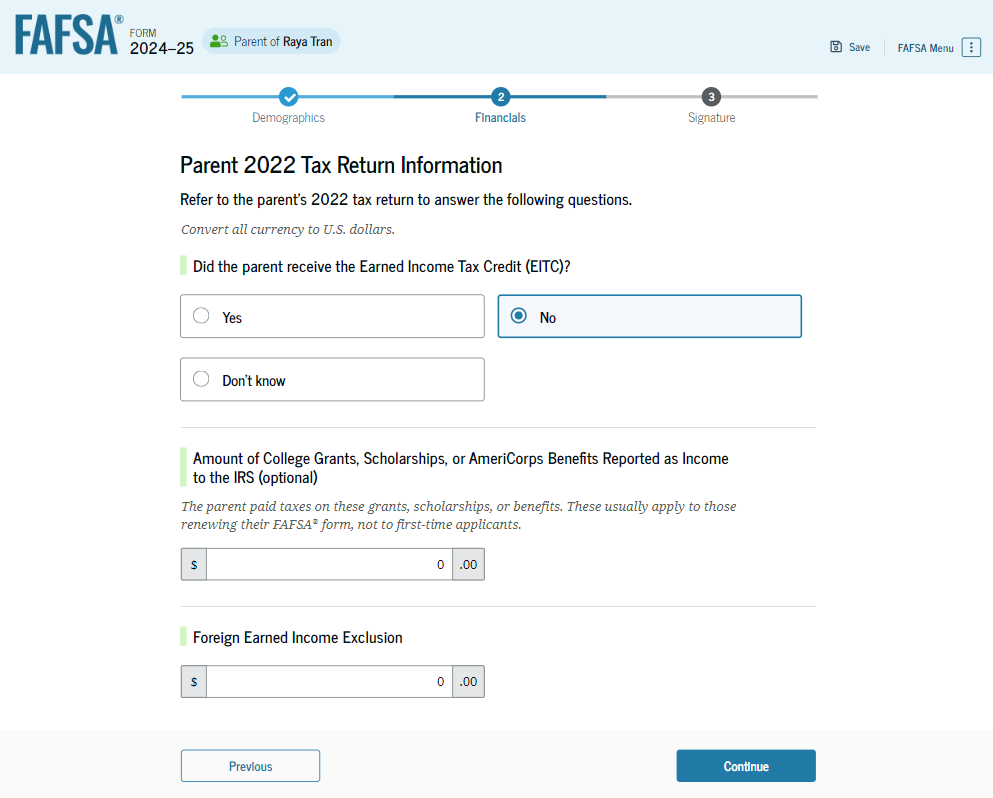 FAFSA®
FORM
2024–25
Parent of Raya Tran
Save
FAFSA Menu
2
3
Demographics
Financials
Signature
Parent 2022 Tax Return Information
Refer to the parent's 2022 tax return to answer the following questions.
Convert all currency to U.S. dollars.
Did the parent receive the Earned Income Tax Credit (EITC)?
Yes
No
Don't know
Amount of College Grants, Scholarships, or AmeriCorps Benefits Reported as Income
to the IRS (optional)
The parent paid taxes on these grants, scholarships, or benefits. These usually apply to those
renewing their FAFSA® form, not to first-time applicants.
$ 0 .00
Foreign Earned Income Exclusion
$ 0 .00
Previous
Continue